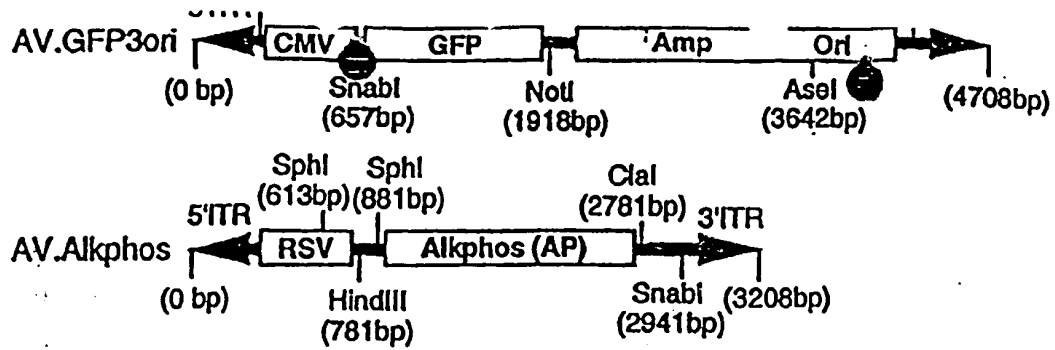 AV.GFP3ori
CMV GFP Amp Ori
(0 bp)
SnabI
(657bp)
NotI
(1918bp)
AseI
(3642bp)
(4708bp)
SphI
(613bp)
SphI
(881bp)
ClaI
(2781bp)
5'ITR
3'ITR
AV.Alkphos
RSV Alkphos (AP)
(0 bp)
HindIII
(781bp)
SnabI
(2941bp)
(3208bp)